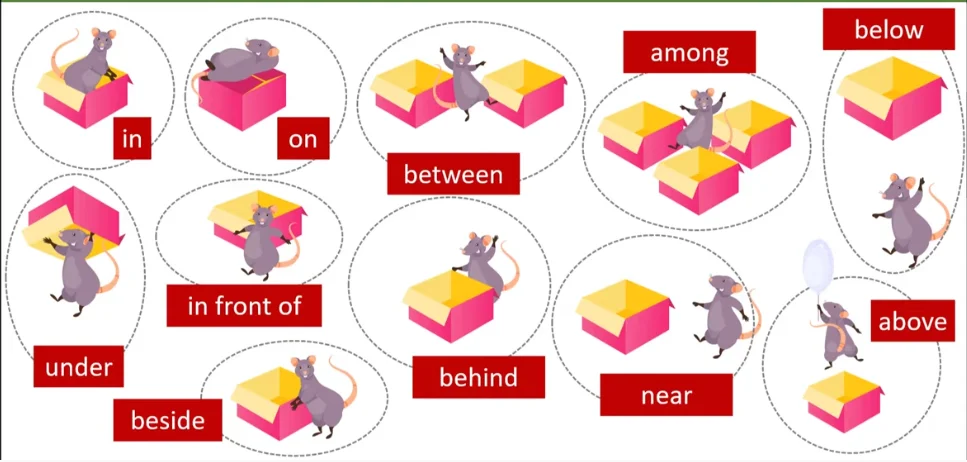 in
on
between
among
below
under
in front of
behind
near
above
beside